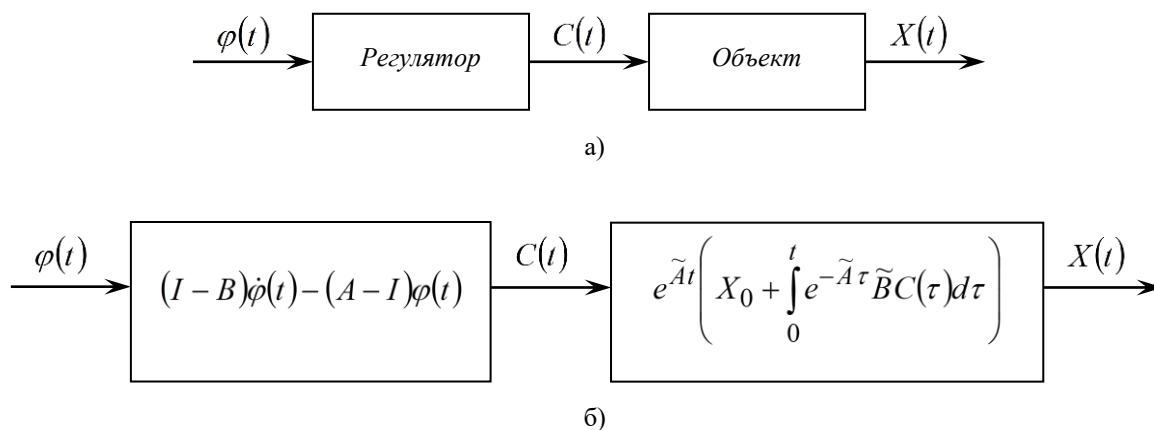 φ(t) Регулятор C(t) Объект X(t)
а)
φ(t) (I − B)φ̇(t) − (A − I)φ(t) C(t) e^{Ãt}(X₀ + ∫₀ᵗ e^{−Ãτ} B̃C(τ)dτ) X(t)
б)